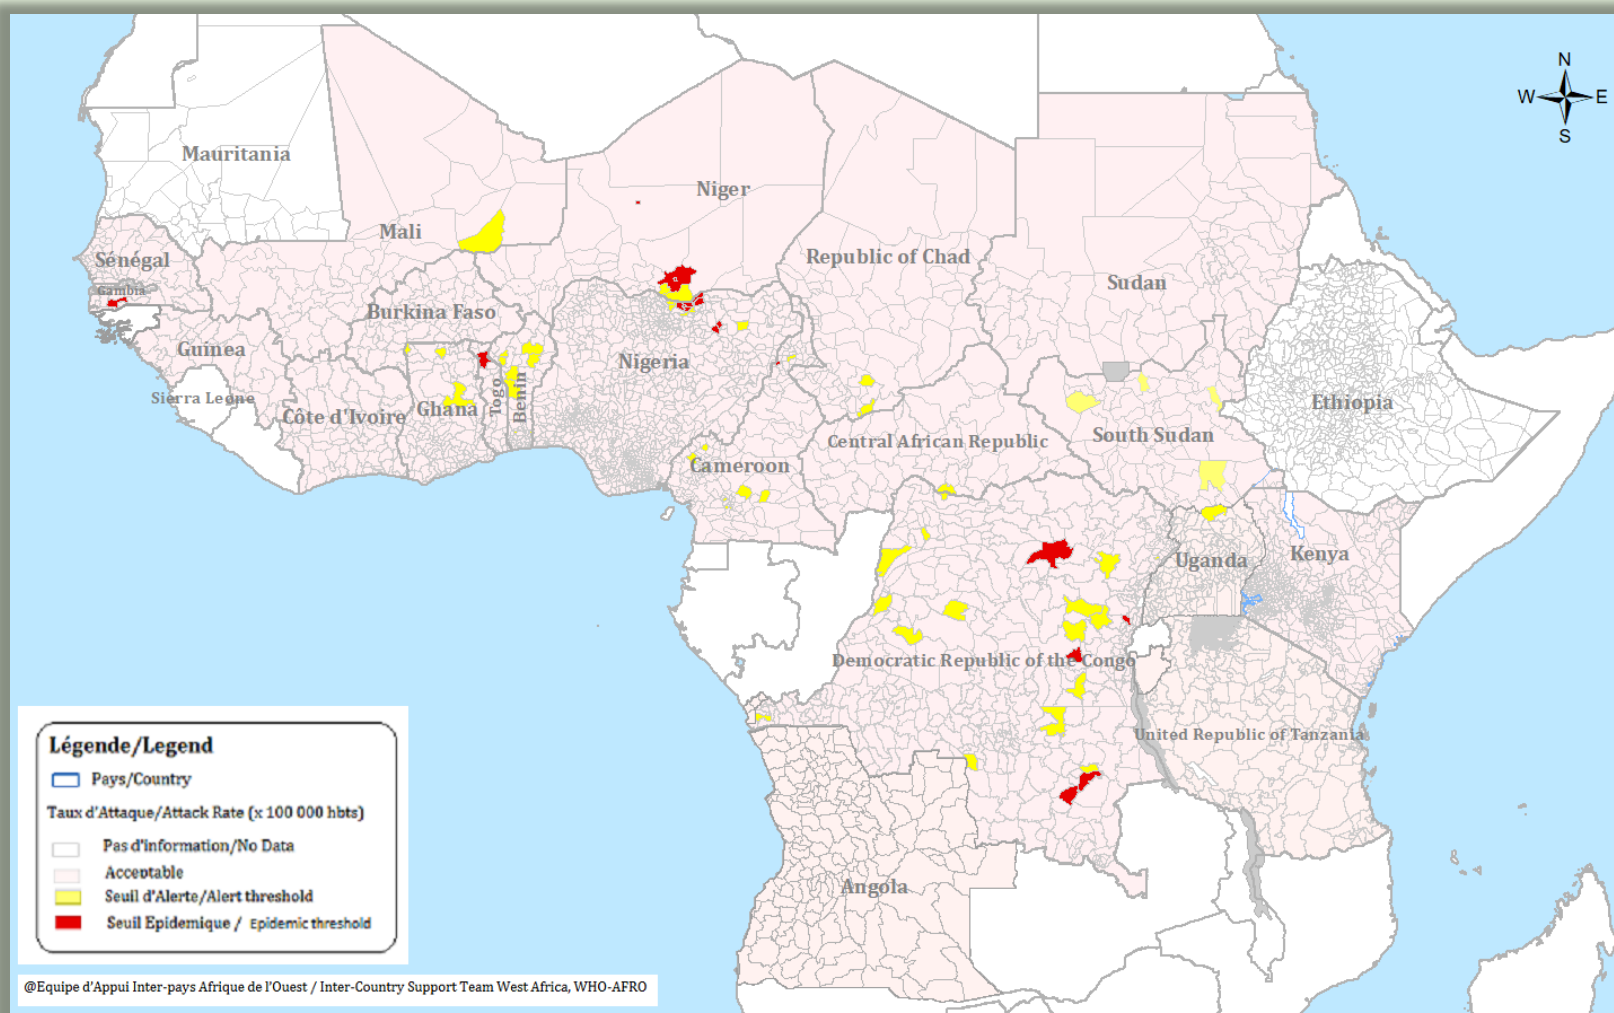 N
W E
S
Mauritania
Niger
Mali
Republic of Chad
Sénégal
Sudan
Gambia
Burkina Faso
Guinea
Nigeria
Sierra Leone
Togo
Benin
Ethiopia
Côte d'Ivoire
Ghana
South Sudan
Central African Republic
Cameroon
Uganda
Kenya
Democratic Republic of the Congo
United Republic of Tanzania
Angola
Légende/Legend
Pays/Country
Taux d'Attaque/Attack Rate (x 100 000 hbts)
Pas d'information/No Data
Acceptable
Seuil d'Alerte/Alert threshold
Seuil Epidemique / Epidemic threshold
@Equipe d'Appui Inter-pays Afrique de l'Ouest / Inter-Country Support Team West Africa, WHO-AFRO